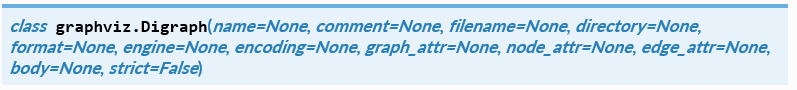 class graphviz.Digraph(name=None, comment=None, filename=None, directory=None,
format=None, engine=None, encoding=None, graph_attr=None, node_attr=None, edge_attr=None,
body=None, strict=False)